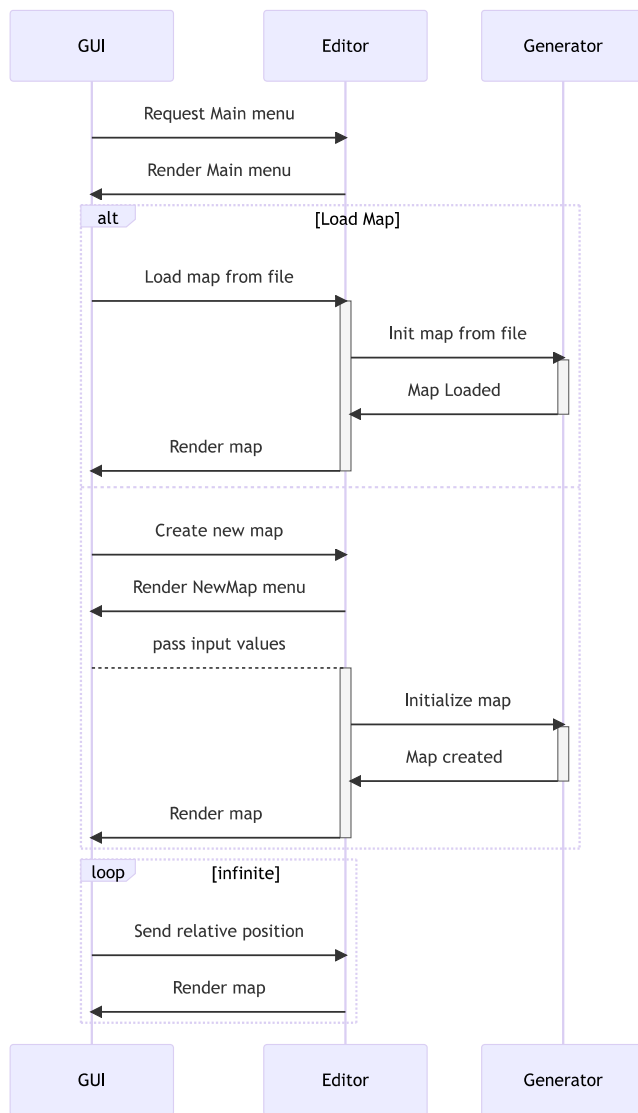 GUI
Editor
Generator
Request Main menu
Render Main menu
alt
[Load Map]
Load map from file
Init map from file
Map Loaded
Render map
Create new map
Render NewMap menu
pass input values
Initialize map
Map created
Render map
loop
[infinite]
Send relative position
Render map
GUI
Editor
Generator